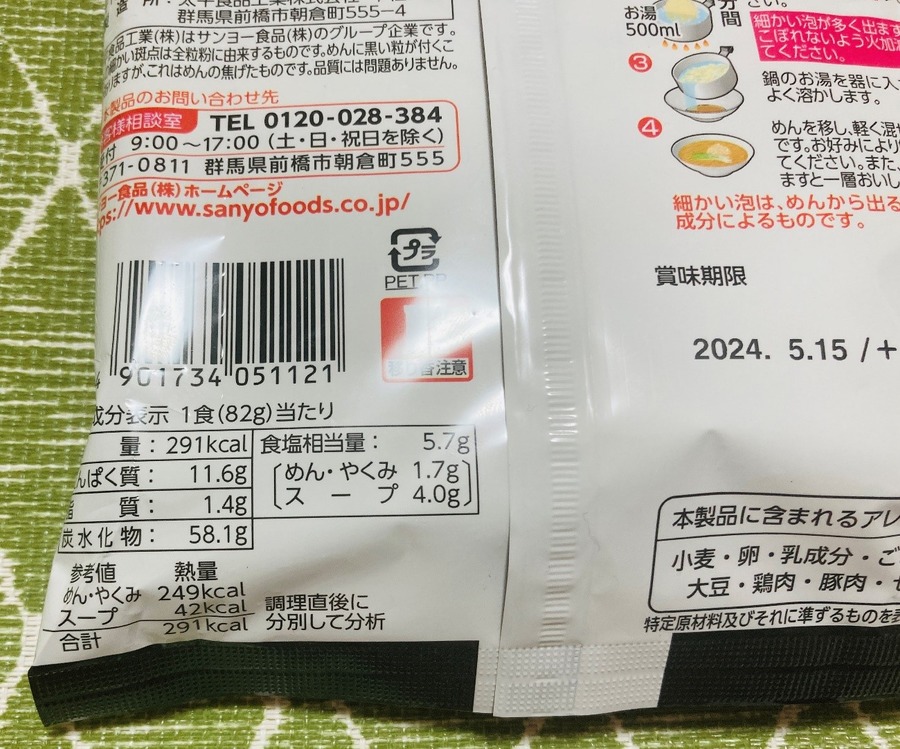 造 所：太平食品工業株式会社
群馬県前橋市朝倉町555−4
食品工業(株)はサンヨー食品(株)のグループ企業です。
細かい斑点は全粒粉に由来するものです。めんに黒い粒が付くこ
りますが、これはめんの焦げたものです。品質には問題ありません。
本製品のお問い合わせ先
客様相談室 TEL 0120-028-384
付 9:00〜17:00 (土・日・祝日を除く)
371-0811 群馬県前橋市朝倉町555
ヨー食品(株)ホームページ
ps://www.sanyofoods.co.jp/
プラ
PET
移り香注意
4 901734 051121
成分表示 1食(82g)当たり
量：291kcal
んぱく質： 11.6g
質： 1.4g
炭水化物： 58.1g
食塩相当量： 5.7g
めん・やくみ 1.7g
スープ 4.0g
参考値 熱量
めん・やくみ 249kcal
スープ 42kcal
合計 291kcal
調理直後に
分別して分析
お湯
500ml
分
間
さい。
細かい泡が多く出ます
こぼれないよう火加減
てください。
3
鍋のお湯を器に入
よく溶かします。
4
めんを移し、軽く混
です。お好みにより
てください。また、
ますと一層おいし
細かい泡は、めんから出る
成分によるものです。
賞味期限
2024. 5.15 /+
本製品に含まれるアレ
小麦・卵・乳成分・ご
大豆・鶏肉・豚肉・ゼ
特定原材料及びそれに準ずるものを表